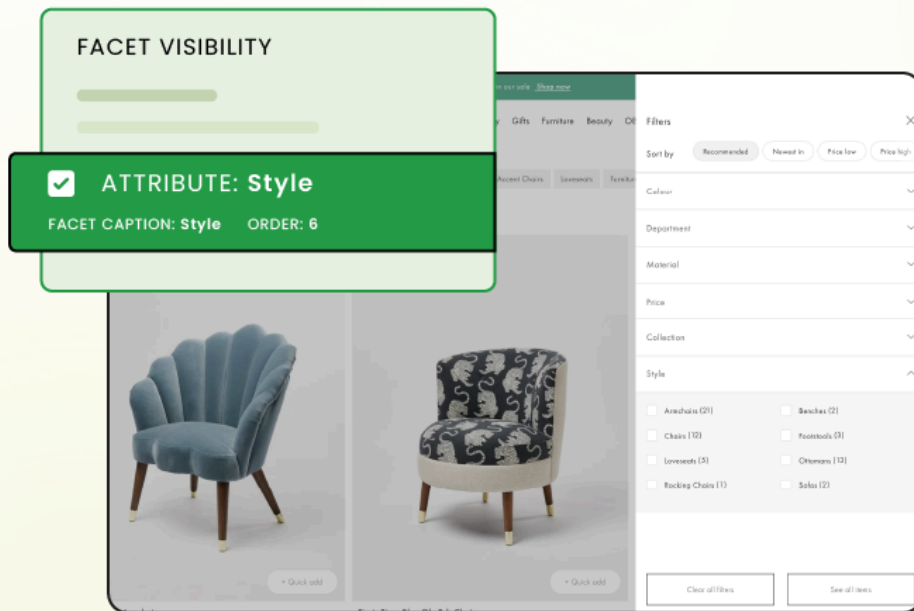 FACET VISIBILITY
ATTRIBUTE: Style
FACET CAPTION: Style ORDER: 6
our sale Shop now
Gifts Furniture Beauty
Accent Chairs Loveseats
Filters
Sort by Recommended Newest in Price low Price high
Colour
Department
Material
Price
Collection
Style
Armchairs (21) Benches (2)
Chairs (12) Footstools (3)
Loveseats (5) Ottomans (13)
Rocking Chairs (1) Sofas (2)
+ Quick add + Quick add
Clear all filters See all items